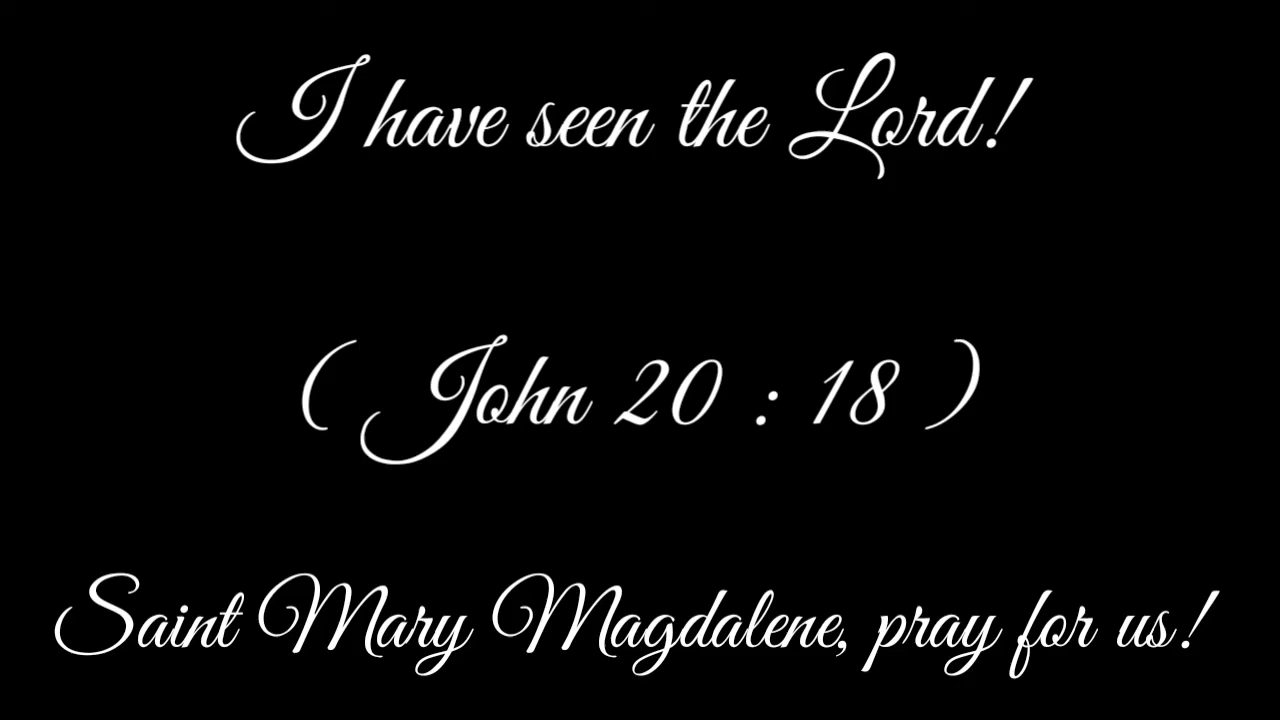 I have seen the Lord!
( John 20 : 18 )
Saint Mary Magdalene, pray for us!